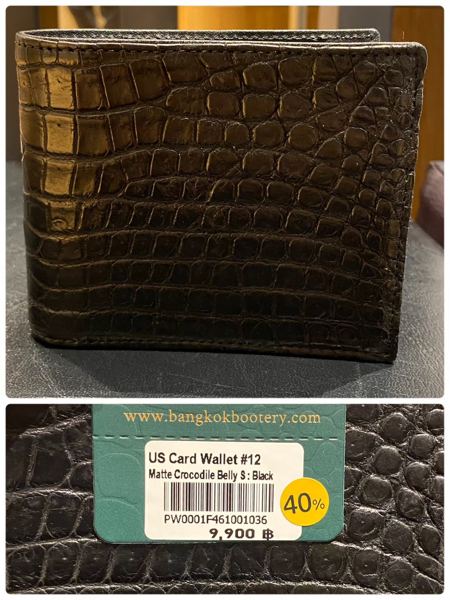 www.bangkokbootery.com
US Card Wallet #12
Matte Crocodile Belly S : Black
40%
PW0001F461001036
9,900 ฿